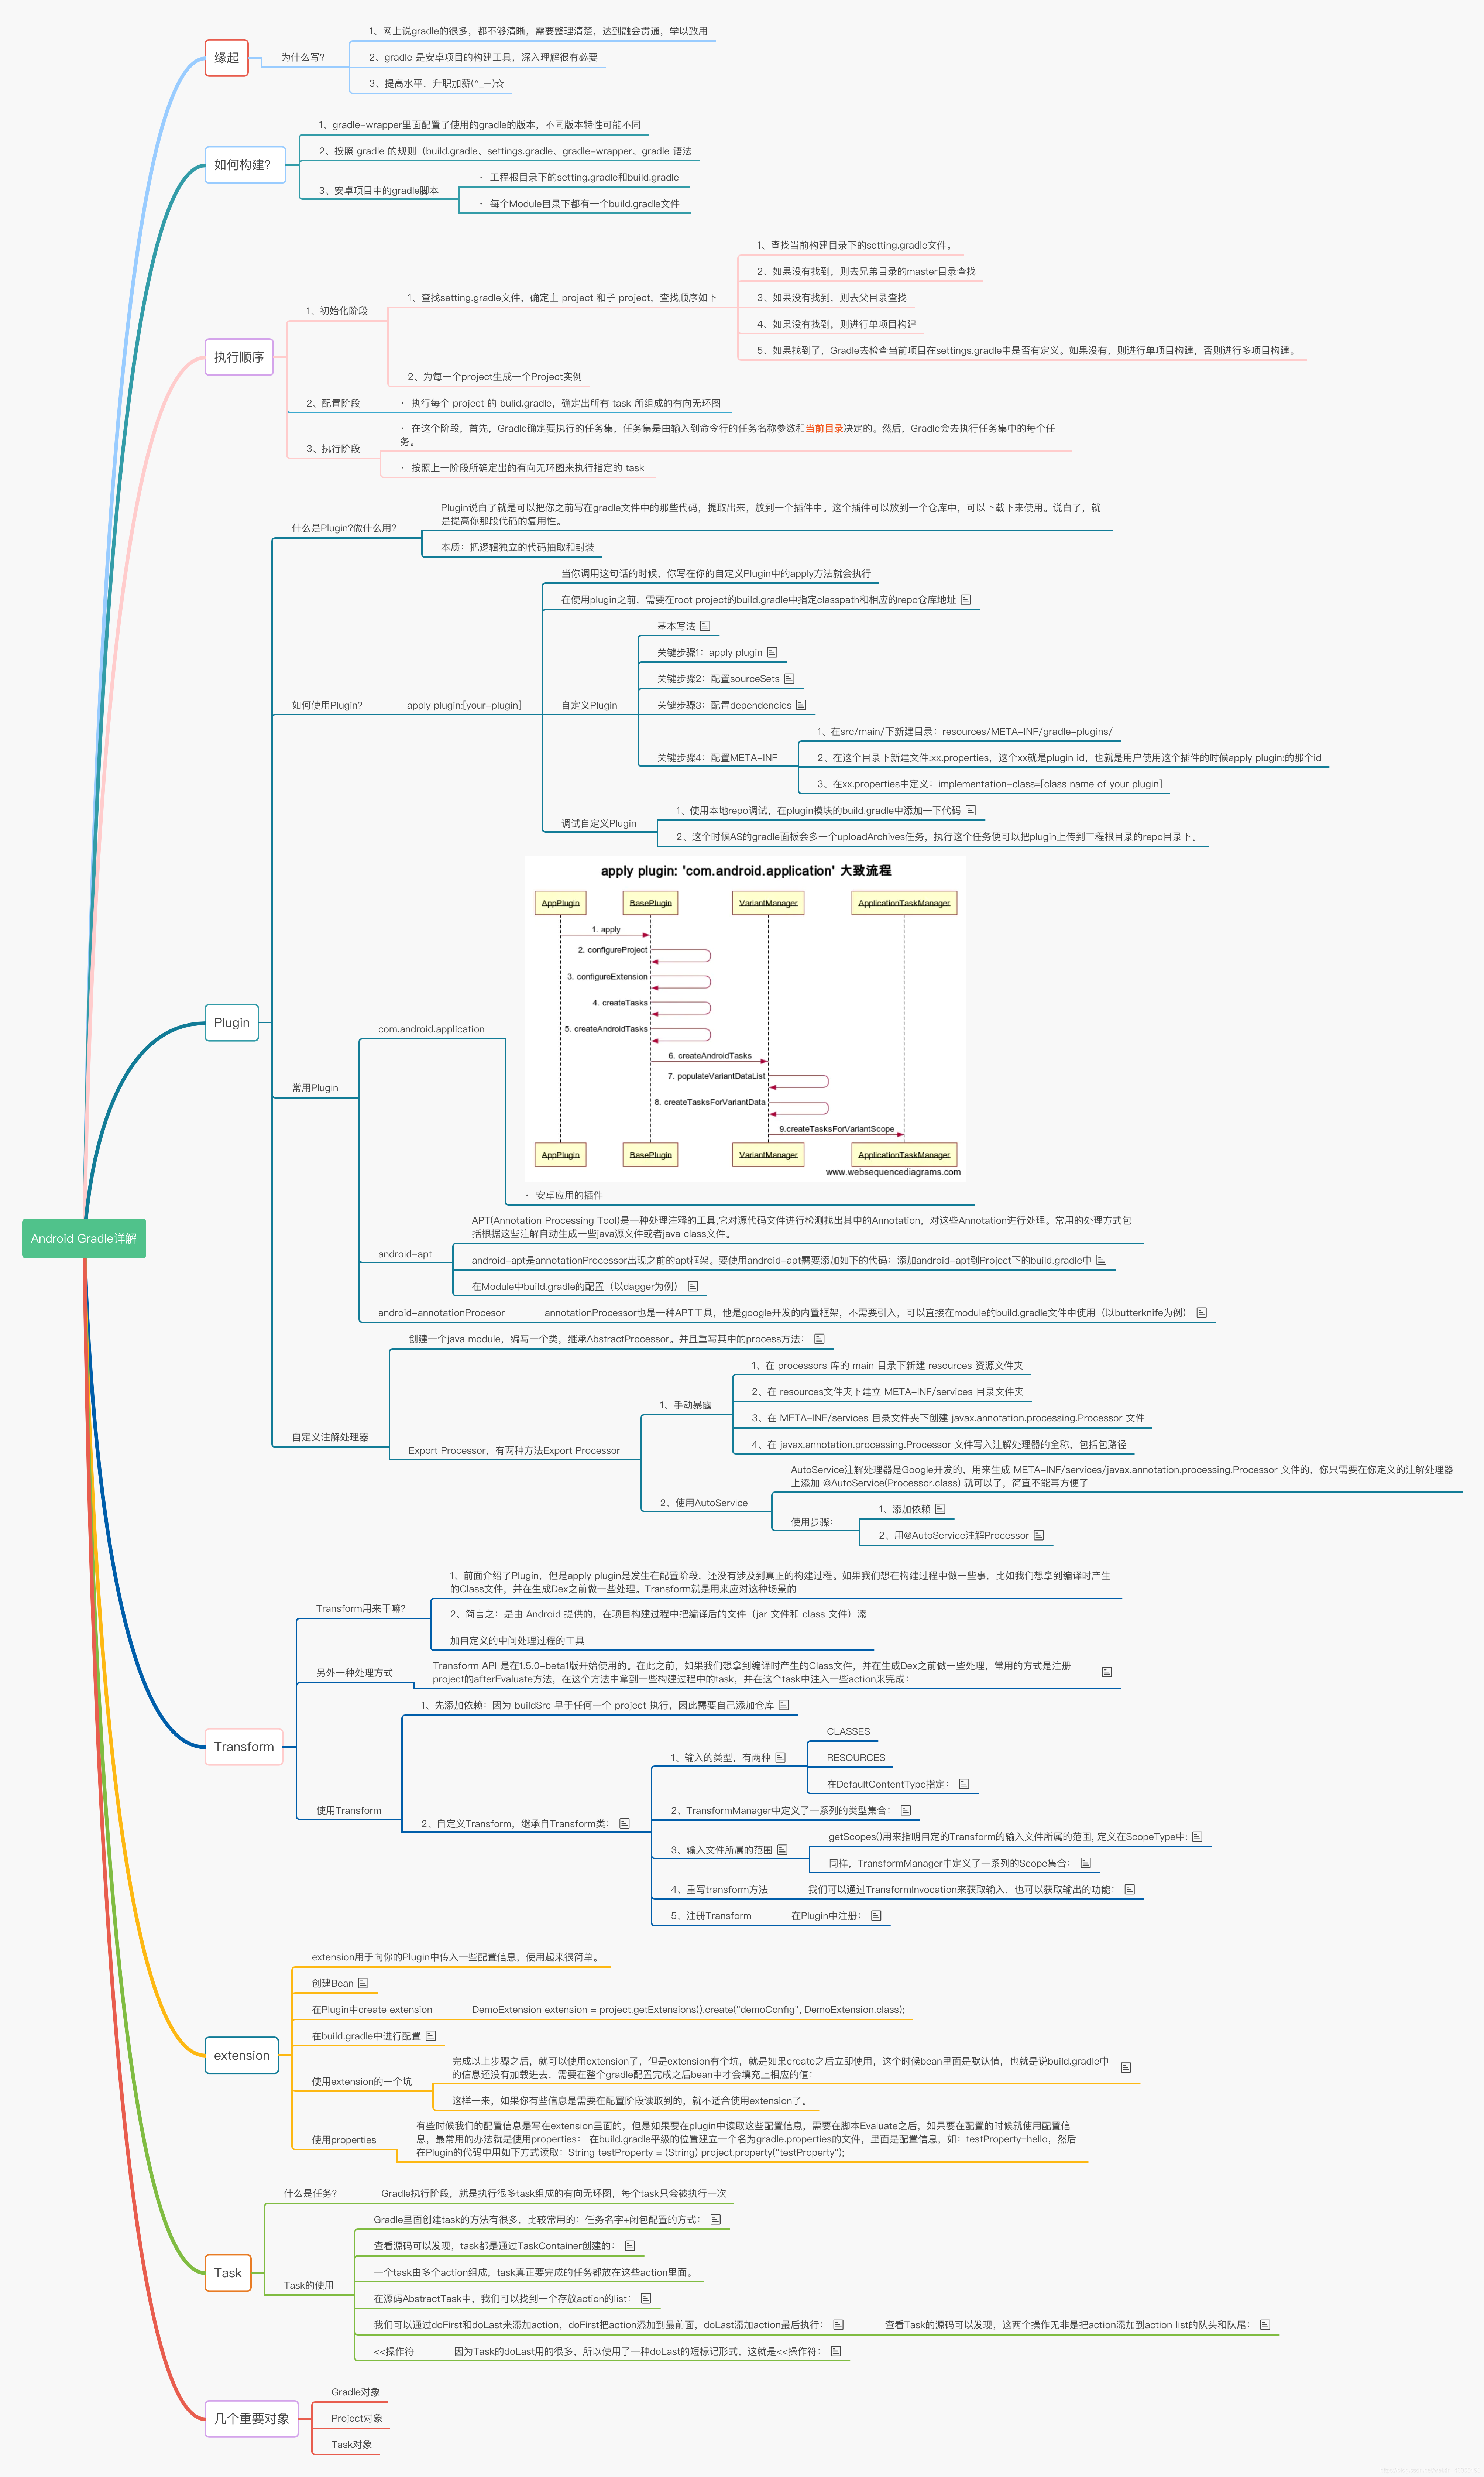 Android Gradle详解
缘起
为什么写?
1、网上说gradle的很多，都不够清晰，需要整理清楚，达到融会贯通，学以致用
2、gradle 是安卓项目的构建工具，深入理解很有必要
3、提高水平，升职加薪(^_−)☆
如何构建?
1、gradle-wrapper里面配置了使用的gradle的版本，不同版本特性可能不同
2、按照 gradle 的规则（build.gradle、settings.gradle、gradle-wrapper、gradle 语法
3、安卓项目中的gradle脚本
· 工程根目录下的setting.gradle和build.gradle
· 每个Module目录下都有一个build.gradle文件
执行顺序
1、初始化阶段
1、查找setting.gradle文件，确定主 project 和子 project，查找顺序如下
1、查找当前构建目录下的setting.gradle文件。
2、如果没有找到，则去兄弟目录的master目录查找
3、如果没有找到，则去父目录查找
4、如果没有找到，则进行单项目构建
5、如果找到了，Gradle去检查当前项目在settings.gradle中是否有定义。如果没有，则进行单项目构建，否则进行多项目构建。
2、为每一个project生成一个Project实例
2、配置阶段
· 执行每个 project 的 bulid.gradle，确定出所有 task 所组成的有向无环图
3、执行阶段
· 在这个阶段，首先，Gradle确定要执行的任务集，任务集是由输入到命令行的任务名称参数和当前目录决定的。然后，Gradle会去执行任务集中的每个任
务。
· 按照上一阶段所确定出的有向无环图来执行指定的 task
Plugin
什么是Plugin?做什么用?
Plugin说白了就是可以把你之前写在gradle文件中的那些代码，提取出来，放到一个插件中。这个插件可以放到一个仓库中，可以下载下来使用。说白了，就
是提高你那段代码的复用性。
本质：把逻辑独立的代码抽取和封装
如何使用Plugin?
apply plugin:[your-plugin]
当你调用这句话的时候，你写在你的自定义Plugin中的apply方法就会执行
在使用plugin之前，需要在root project的build.gradle中指定classpath和相应的repo仓库地址
自定义Plugin
基本写法
关键步骤1：apply plugin
关键步骤2：配置sourceSets
关键步骤3：配置dependencies
关键步骤4：配置META-INF
1、在src/main/下新建目录：resources/META-INF/gradle-plugins/
2、在这个目录下新建文件:xx.properties，这个xx就是plugin id，也就是用户使用这个插件的时候apply plugin:的那个id
3、在xx.properties中定义：implementation-class=[class name of your plugin]
调试自定义Plugin
1、使用本地repo调试，在plugin模块的build.gradle中添加一下代码
2、这个时候AS的gradle面板会多一个uploadArchives任务，执行这个任务便可以把plugin上传到工程根目录的repo目录下。
常用Plugin
com.android.application
apply plugin: 'com.android.application' 大致流程
AppPlugin BasePlugin VariantManager ApplicationTaskManager
1. apply
2. configureProject
3. configureExtension
4. createTasks
5. createAndroidTasks
6. createAndroidTasks
7. populateVariantDataList
8. createTasksForVariantData
9.createTasksForVariantScope
AppPlugin BasePlugin VariantManager ApplicationTaskManager
www.websequencediagrams.com
· 安卓应用的插件
android-apt
APT(Annotation Processing Tool)是一种处理注释的工具,它对源代码文件进行检测找出其中的Annotation，对这些Annotation进行处理。常用的处理方式包
括根据这些注解自动生成一些java源文件或者java class文件。
android-apt是annotationProcessor出现之前的apt框架。要使用android-apt需要添加如下的代码：添加android-apt到Project下的build.gradle中
在Module中build.gradle的配置（以dagger为例）
android-annotationProcesor
annotationProcessor也是一种APT工具，他是google开发的内置框架，不需要引入，可以直接在module的build.gradle文件中使用（以butterknife为例）
自定义注解处理器
创建一个java module，编写一个类，继承AbstractProcessor。并且重写其中的process方法：
Export Processor，有两种方法Export Processor
1、手动暴露
1、在 processors 库的 main 目录下新建 resources 资源文件夹
2、在 resources文件夹下建立 META-INF/services 目录文件夹
3、在 META-INF/services 目录文件夹下创建 javax.annotation.processing.Processor 文件
4、在 javax.annotation.processing.Processor 文件写入注解处理器的全称，包括包路径
2、使用AutoService
AutoService注解处理器是Google开发的，用来生成 META-INF/services/javax.annotation.processing.Processor 文件的，你只需要在你定义的注解处理器
上添加 @AutoService(Processor.class) 就可以了，简直不能再方便了
使用步骤：
1、添加依赖
2、用@AutoService注解Processor
Transform
Transform用来干嘛?
1、前面介绍了Plugin，但是apply plugin是发生在配置阶段，还没有涉及到真正的构建过程。如果我们想在构建过程中做一些事，比如我们想拿到编译时产生
的Class文件，并在生成Dex之前做一些处理。Transform就是用来应对这种场景的
2、简言之：是由 Android 提供的，在项目构建过程中把编译后的文件（jar 文件和 class 文件）添
加自定义的中间处理过程的工具
另外一种处理方式
Transform API 是在1.5.0-beta1版开始使用的。在此之前，如果我们想拿到编译时产生的Class文件，并在生成Dex之前做一些处理，常用的方式是注册
project的afterEvaluate方法，在这个方法中拿到一些构建过程中的task，并在这个task中注入一些action来完成：
使用Transform
1、先添加依赖：因为 buildSrc 早于任何一个 project 执行，因此需要自己添加仓库
2、自定义Transform，继承自Transform类：
1、输入的类型，有两种
CLASSES
RESOURCES
在DefaultContentType指定：
2、TransformManager中定义了一系列的类型集合：
3、输入文件所属的范围
getScopes()用来指明自定的Transform的输入文件所属的范围, 定义在ScopeType中:
同样，TransformManager中定义了一系列的Scope集合：
4、重写transform方法
我们可以通过TransformInvocation来获取输入，也可以获取输出的功能：
5、注册Transform
在Plugin中注册：
extension
extension用于向你的Plugin中传入一些配置信息，使用起来很简单。
创建Bean
在Plugin中create extension
DemoExtension extension = project.getExtensions().create("demoConfig", DemoExtension.class);
在build.gradle中进行配置
使用extension的一个坑
完成以上步骤之后，就可以使用extension了，但是extension有个坑，就是如果create之后立即使用，这个时候bean里面是默认值，也就是说build.gradle中
的信息还没有加载进去，需要在整个gradle配置完成之后bean中才会填充上相应的值：
这样一来，如果你有些信息是需要在配置阶段读取到的，就不适合使用extension了。
使用properties
有些时候我们的配置信息是写在extension里面的，但是如果要在plugin中读取这些配置信息，需要在脚本Evaluate之后，如果要在配置的时候就使用配置信
息，最常用的办法就是使用properties： 在build.gradle平级的位置建立一个名为gradle.properties的文件，里面是配置信息，如：testProperty=hello，然后
在Plugin的代码中用如下方式读取：String testProperty = (String) project.property("testProperty");
Task
什么是任务?
Gradle执行阶段，就是执行很多task组成的有向无环图，每个task只会被执行一次
Task的使用
Gradle里面创建task的方法有很多，比较常用的：任务名字+闭包配置的方式：
查看源码可以发现，task都是通过TaskContainer创建的：
一个task由多个action组成，task真正要完成的任务都放在这些action里面。
在源码AbstractTask中，我们可以找到一个存放action的list：
我们可以通过doFirst和doLast来添加action，doFirst把action添加到最前面，doLast添加action最后执行：
查看Task的源码可以发现，这两个操作无非是把action添加到action list的队头和队尾：
<<操作符
因为Task的doLast用的很多，所以使用了一种doLast的短标记形式，这就是<<操作符：
几个重要对象
Gradle对象
Project对象
Task对象